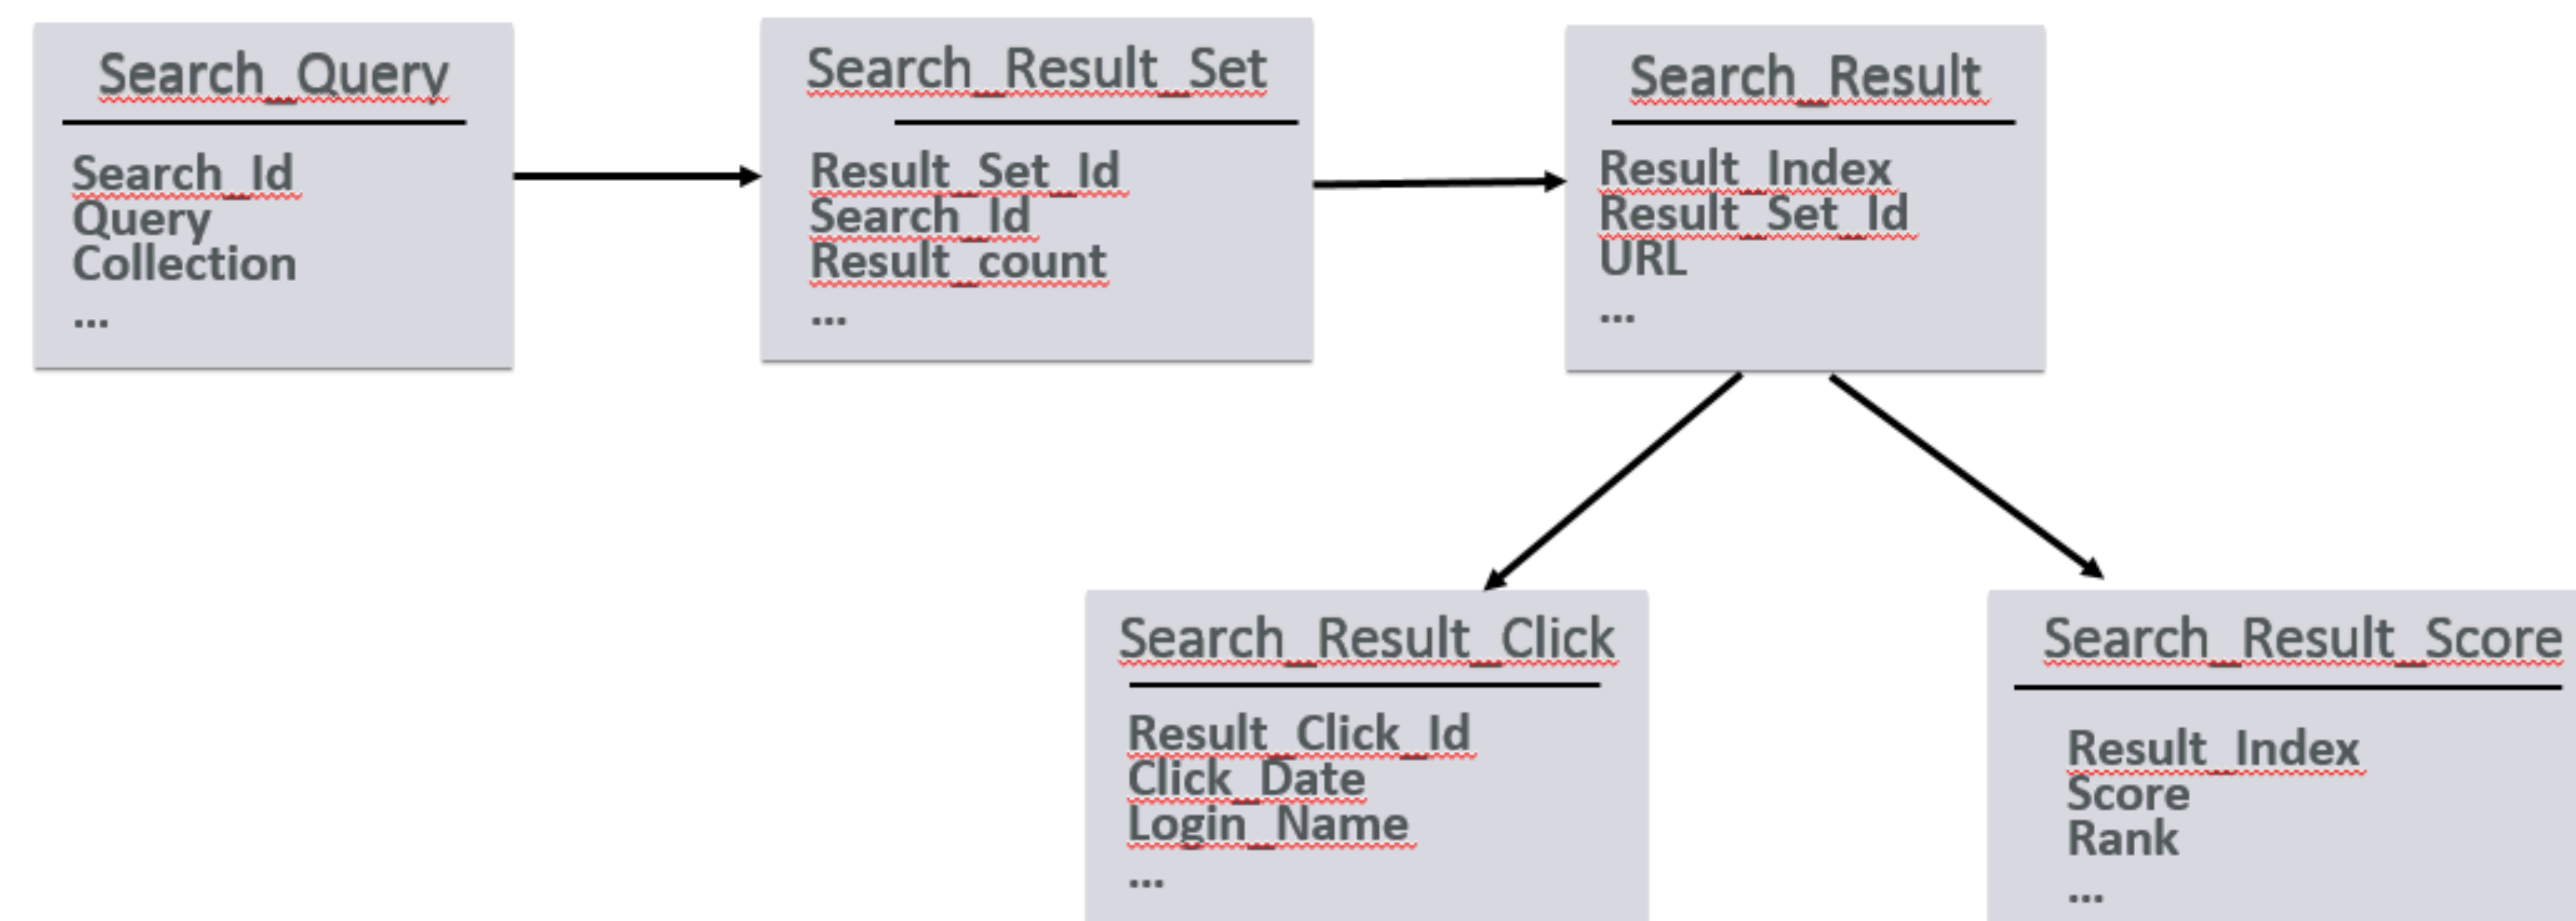 Search_Query
Search_Id
Query
Collection
...
Search_Result_Set
Result_Set_Id
Search_Id
Result_count
...
Search_Result
Result_Index
Result_Set_Id
URL
...
Search_Result_Click
Result_Click_Id
Click_Date
Login_Name
...
Search_Result_Score
Result_Index
Score
Rank
...